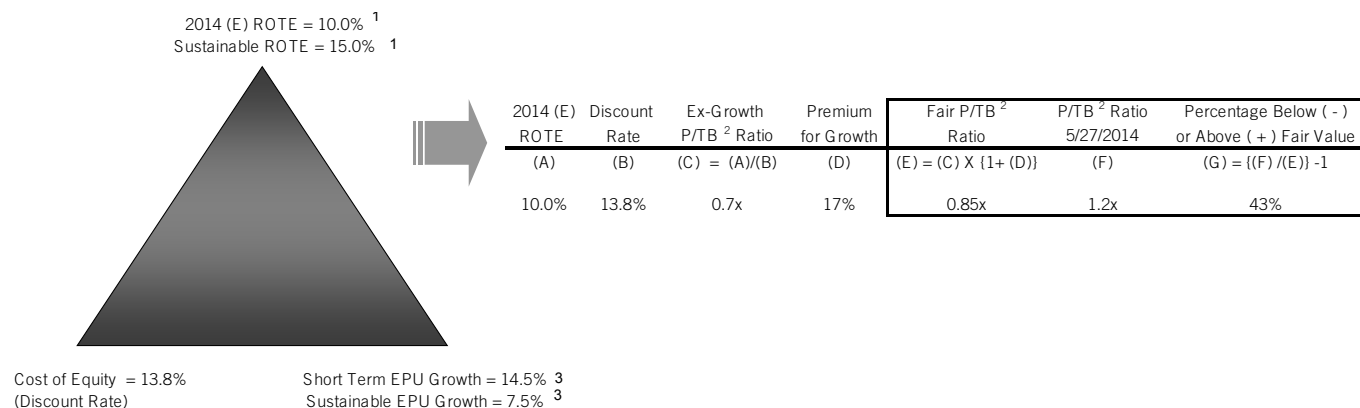 2014 (E) ROTE = 10.0% 1
Sustainable ROTE = 15.0% 1
2014 (E) Discount Ex-Growth Premium Fair P/TB 2 P/TB 2 Ratio Percentage Below ( - )
ROTE Rate P/TB 2 Ratio for Growth Ratio 5/27/2014 or Above ( + ) Fair Value
(A) (B) (C) = (A)/(B) (D) (E) = (C) X {1+ (D)} (F) (G) = {(F) /(E)} -1
10.0% 13.8% 0.7x 17% 0.85x 1.2x 43%
Cost of Equity = 13.8% Short Term EPU Growth = 14.5% 3
(Discount Rate) Sustainable EPU Growth = 7.5% 3